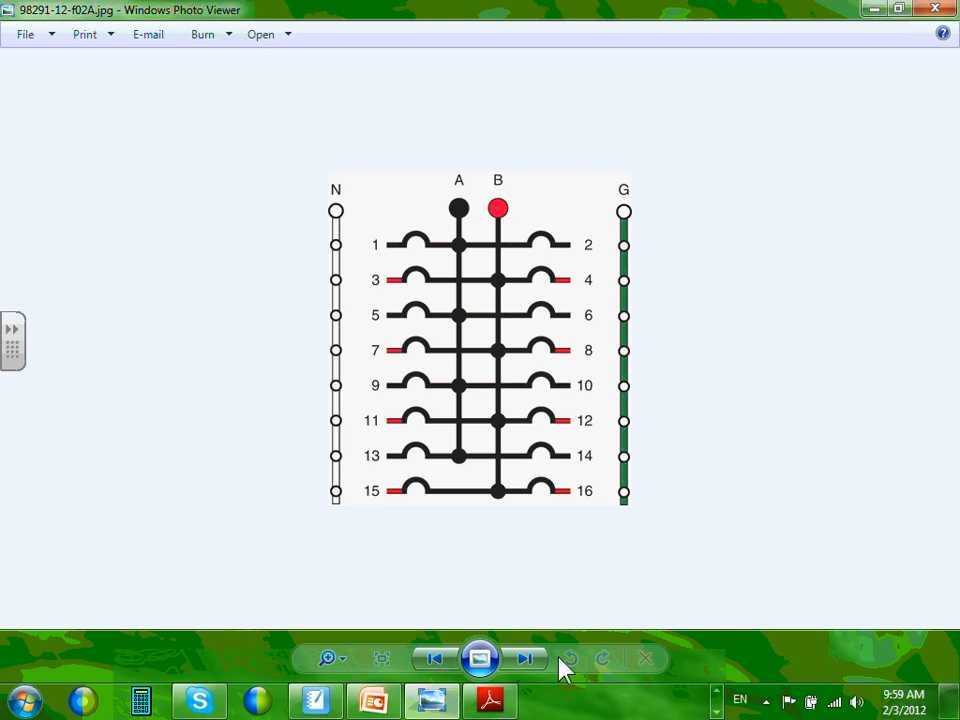 98291-12-f02A.jpg - Windows Photo Viewer
File Print E-mail Burn Open
?
A B
N G
1 2
3 4
5 6
7 8
9 10
11 12
13 14
15 16
S
EN
9:59 AM
2/3/2012